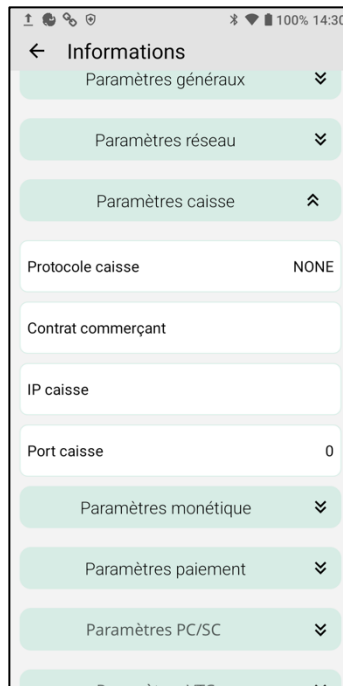 100% 14:30
Informations
Paramètres généraux
Paramètres réseau
Paramètres caisse
Protocole caisse NONE
Contrat commerçant
IP caisse
Port caisse 0
Paramètres monétique
Paramètres paiement
Paramètres PC/SC